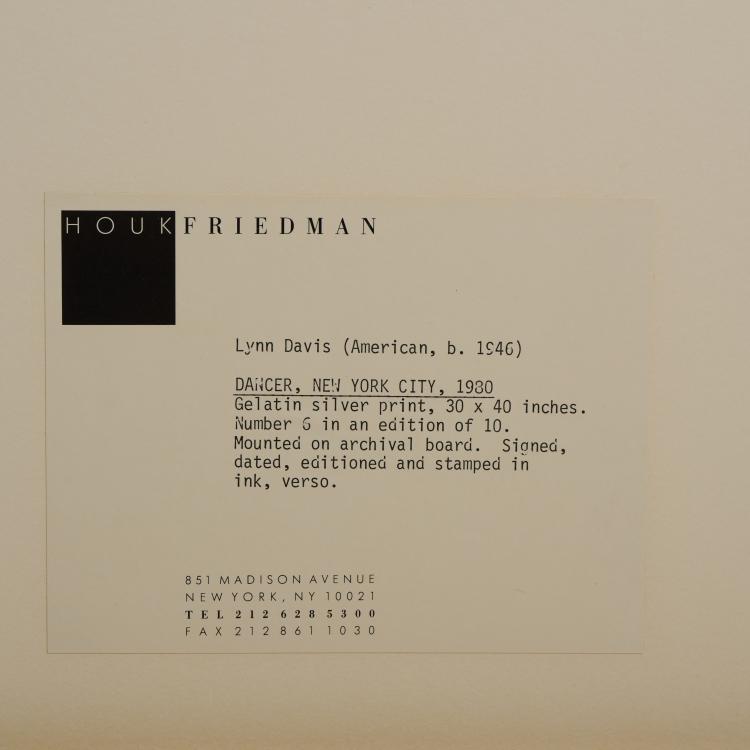 HOUK FRIEDMAN
Lynn Davis (American, b. 1946)
DANCER, NEW YORK CITY, 1980
Gelatin silver print, 30 x 40 inches.
Number 6 in an edition of 10.
Mounted on archival board.  Signed,
dated, editioned and stamped in
ink, verso.
851 MADISON AVENUE
NEW YORK, NY 10021
TEL 212 628 5300
FAX 212 861 1030